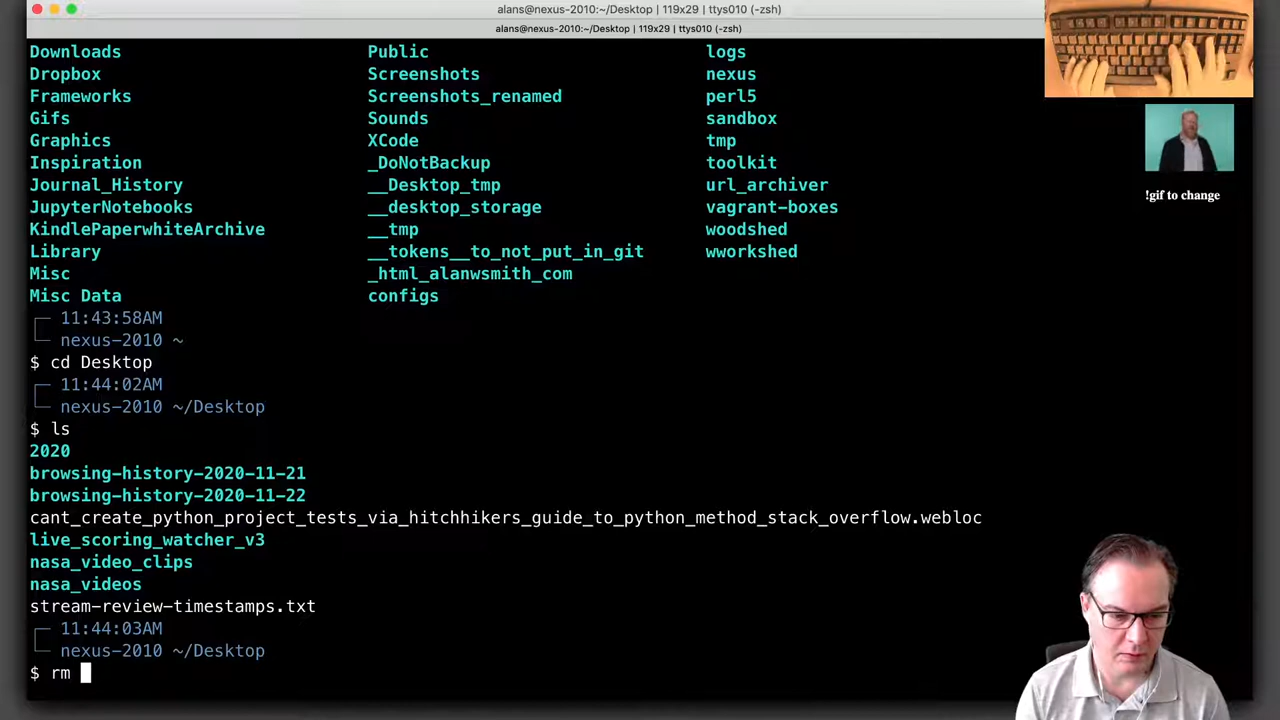 alans@nexus-2010:~/Desktop | 119x29 | ttys010 (-zsh)
alans@nexus-2010:~/Desktop | 119x29 | ttys010 (-zsh)
Downloads Public logs
Dropbox Screenshots nexus
Frameworks Screenshots_renamed perl5
Gifs Sounds sandbox
Graphics XCode tmp
Inspiration _DoNotBackup toolkit
Journal_History __Desktop_tmp url_archiver
JupyterNotebooks __desktop_storage vagrant-boxes
KindlePaperwhiteArchive __tmp woodshed
Library __tokens__to_not_put_in_git wworkshed
Misc _html_alanwsmith_com
Misc Data configs
11:43:58AM
nexus-2010 ~
$ cd Desktop
11:44:02AM
nexus-2010 ~/Desktop
$ ls
2020
browsing-history-2020-11-21
browsing-history-2020-11-22
cant_create_python_project_tests_via_hitchhikers_guide_to_python_method_stack_overflow.webloc
live_scoring_watcher_v3
nasa_video_clips
nasa_videos
stream-review-timestamps.txt
11:44:03AM
nexus-2010 ~/Desktop
$ rm
!gif to change